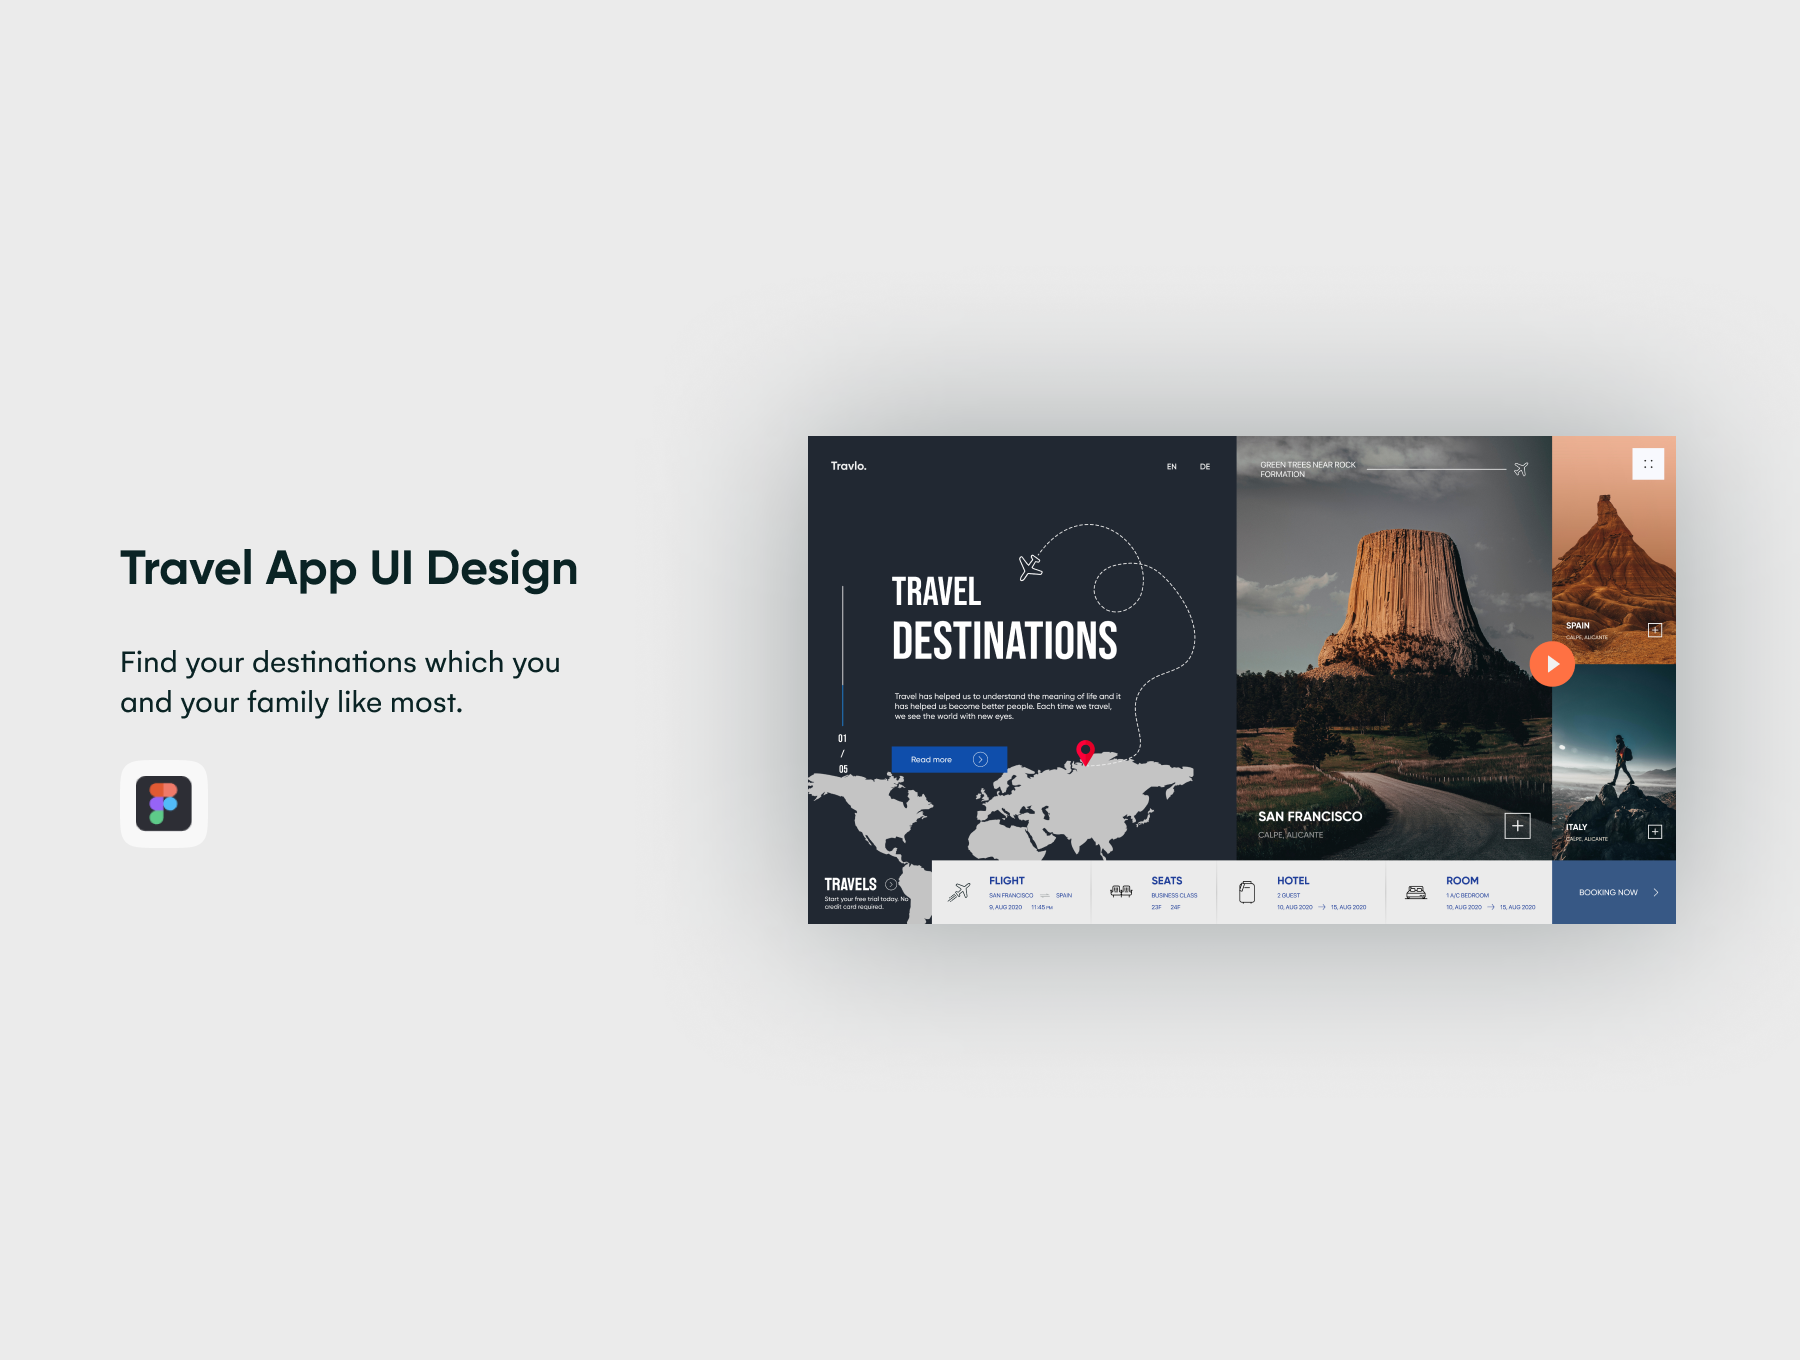 Travel App UI Design
Find your destinations which you
and your family like most.
Travlo.
EN
DE
TRAVEL
DESTINATIONS
Travel has helped us to understand the meaning of life and it
has helped us become better people. Each time we travel,
we see the world with new eyes.
Read more
01
/
05
TRAVELS
Start your free trial today. No
credit card required.
GREEN TREES NEAR ROCK
FORMATION
SAN FRANCISCO
CALPE, ALICANTE
SPAIN
CALPE, ALICANTE
ITALY
CALPE, ALICANTE
FLIGHT
SAN FRANCISCO SPAIN
9, AUG 2020 11:45 PM
SEATS
BUSINESS CLASS
23F 24F
HOTEL
2 GUEST
10, AUG 2020 → 15, AUG 2020
ROOM
1 A/C BEDROOM
10, AUG 2020 → 15, AUG 2020
BOOKING NOW